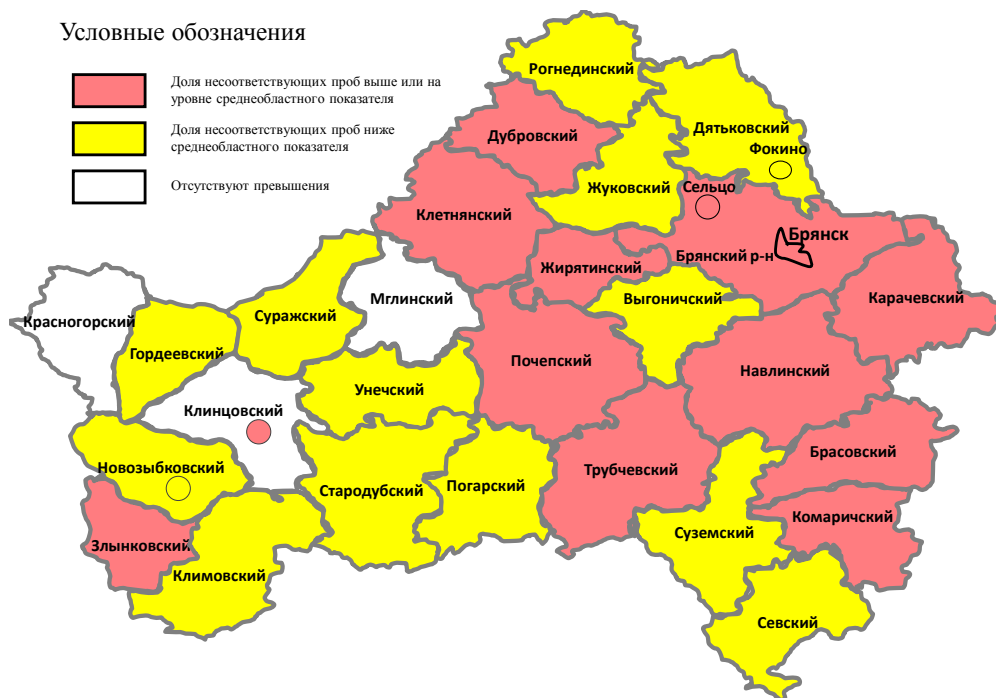 Условные обозначения
Доля несоответствующих проб выше или на
уровне среднеобластного показателя
Доля несоответствующих проб ниже
среднеобластного показателя
Отсутствуют превышения
Рогнединский
Дятьковский
Фокино
Дубровский
Жуковский
Сельцо
Клетнянский
Брянск
Брянский р-н
Жирятинский
Мглинский
Выгоничский
Карачевский
Красногорский
Суражский
Гордеевский
Почепский
Навлинский
Унечский
Клинцовский
Новозыбковский
Стародубский
Погарский
Трубчевский
Брасовский
Комаричский
Злынковский
Климовский
Суземский
Севский